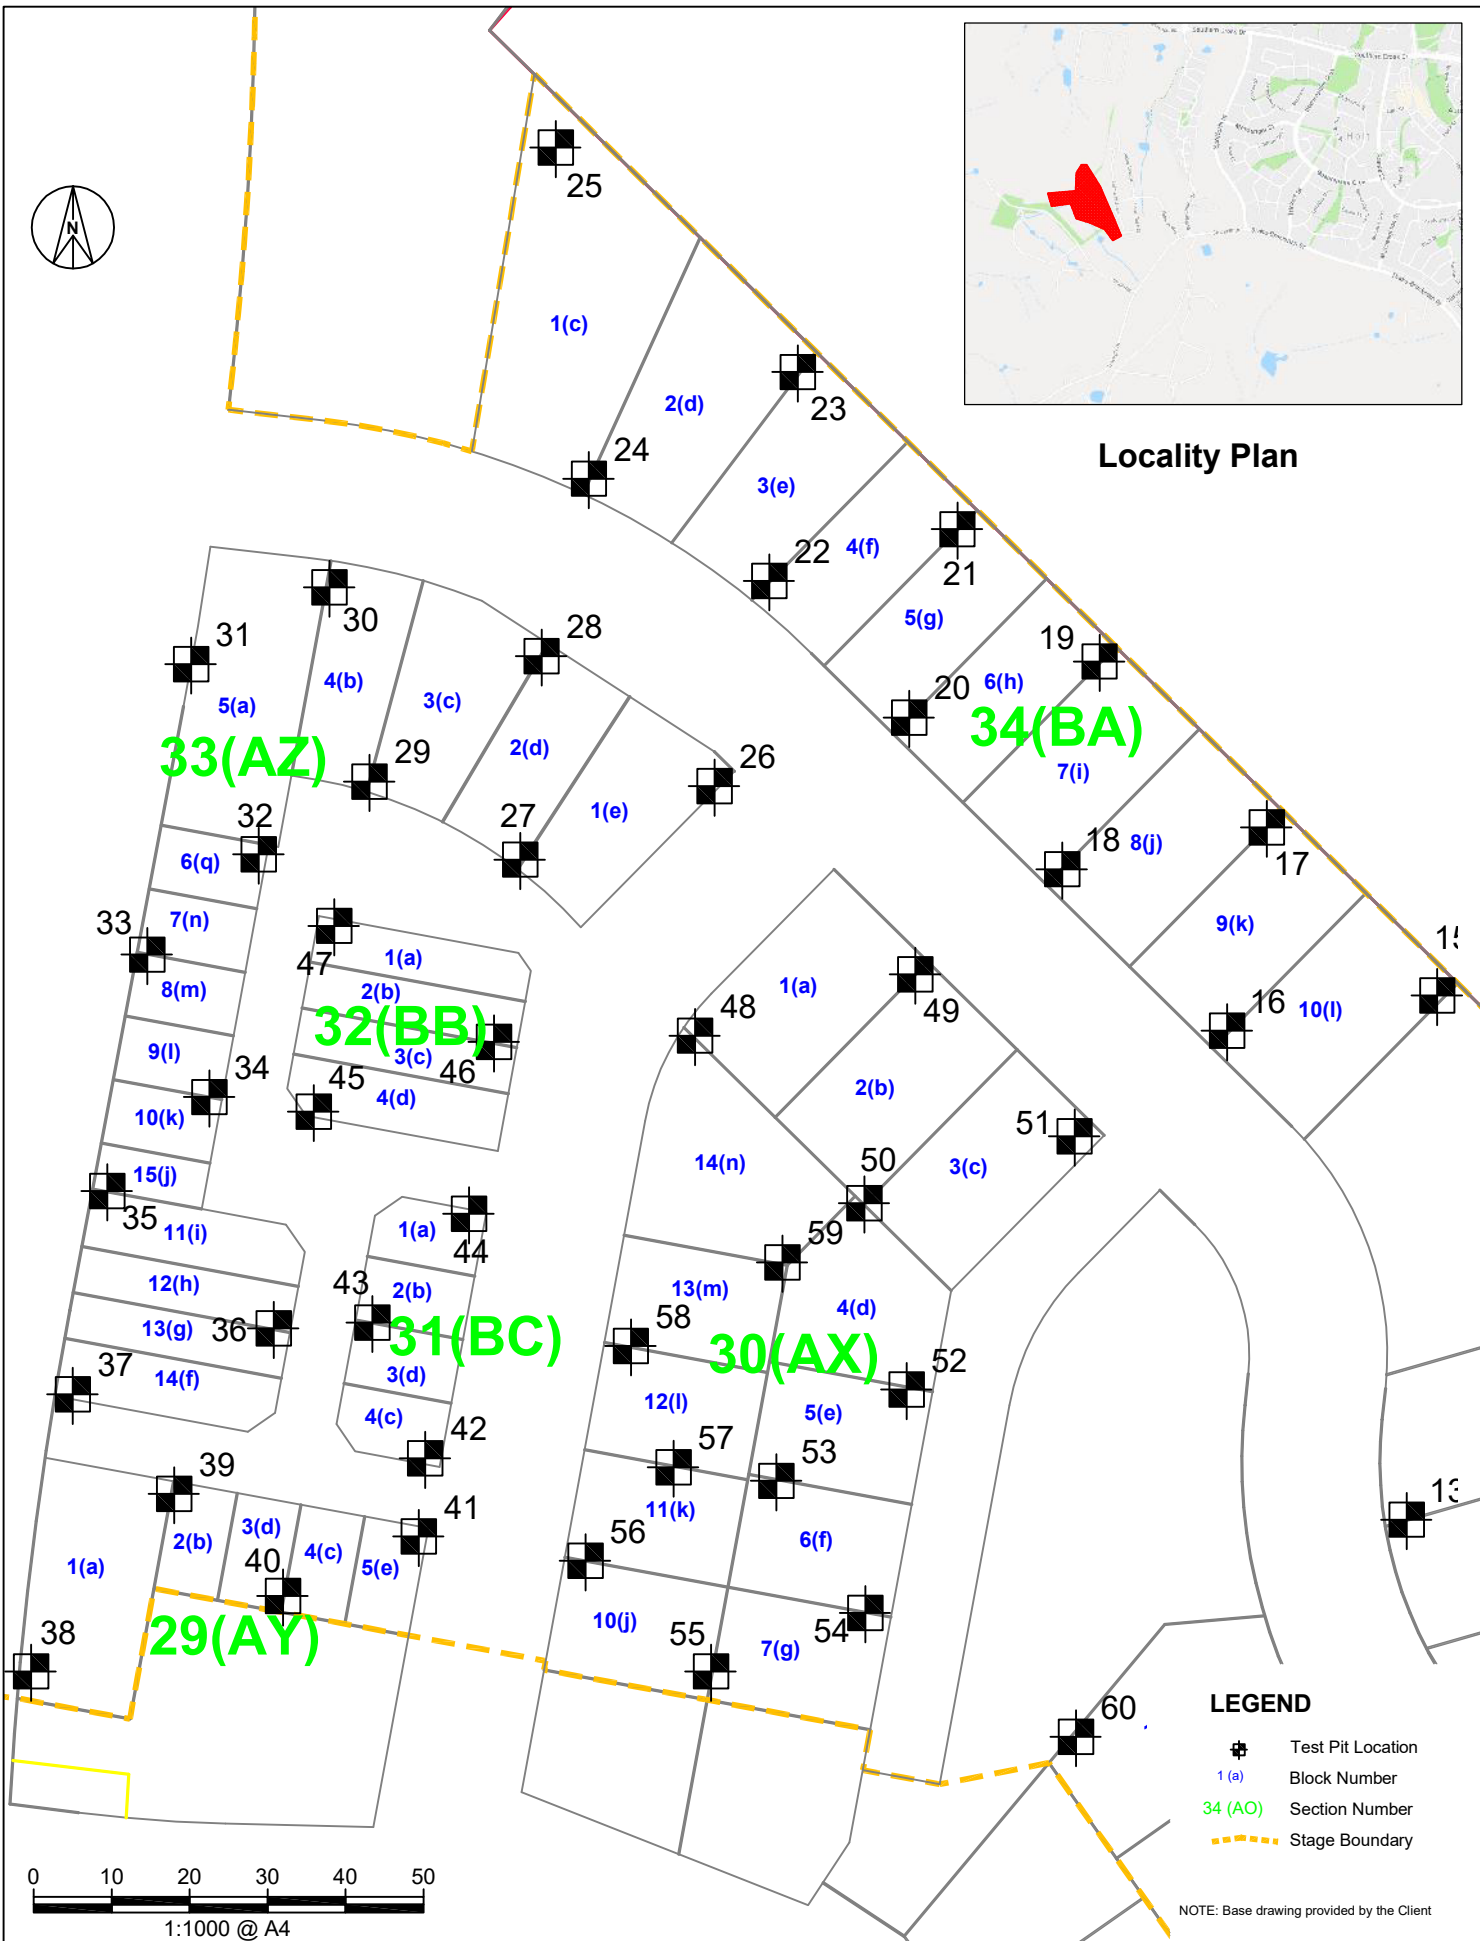 N
25
1(c)
2(d)
23
24
3(e)
Holt
Locality Plan
22
4(f)
21
5(g)
30
31
28
19
6(h)
20
4(b)
5(a)
3(c)
34(BA)
33(AZ)
2(d)
29
26
7(i)
1(e)
27
32
18
8(j)
17
6(q)
7(n)
33
9(k)
47
1(a)
8(m)
2(b)
1(a)
48
49
16
10(l)
32(BB)
9(l)
3(c)
46
34
45
4(d)
2(b)
10(k)
51
50
14(n)
3(c)
15(j)
35
11(i)
1(a)
44
59
12(h)
43
2(b)
13(m)
4(d)
13(g)
36
31(BC)
58
30(AX)
37
14(f)
3(d)
52
12(l)
5(e)
4(c)
42
57
53
39
11(k)
3(d)
2(b)
4(c)
41
56
6(f)
1(a)
40
5(e)
38
29(AY)
10(j)
55
7(g)
54
60
LEGEND
Test Pit Location
1 (a) Block Number
34 (AO) Section Number
Stage Boundary
0 10 20 30 40 50
1:1000 @ A4
NOTE: Base drawing provided by the Client